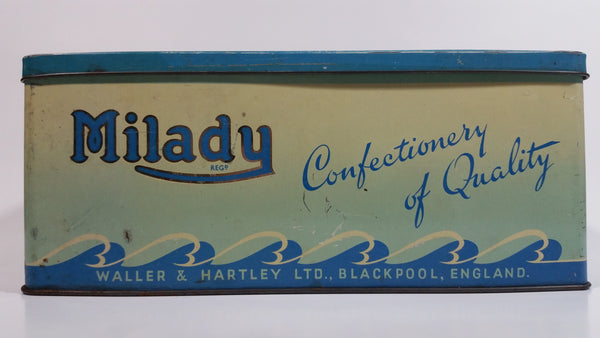 Milady
REGD
Confectionery
of Quality
WALLER & HARTLEY LTD., BLACKPOOL, ENGLAND.